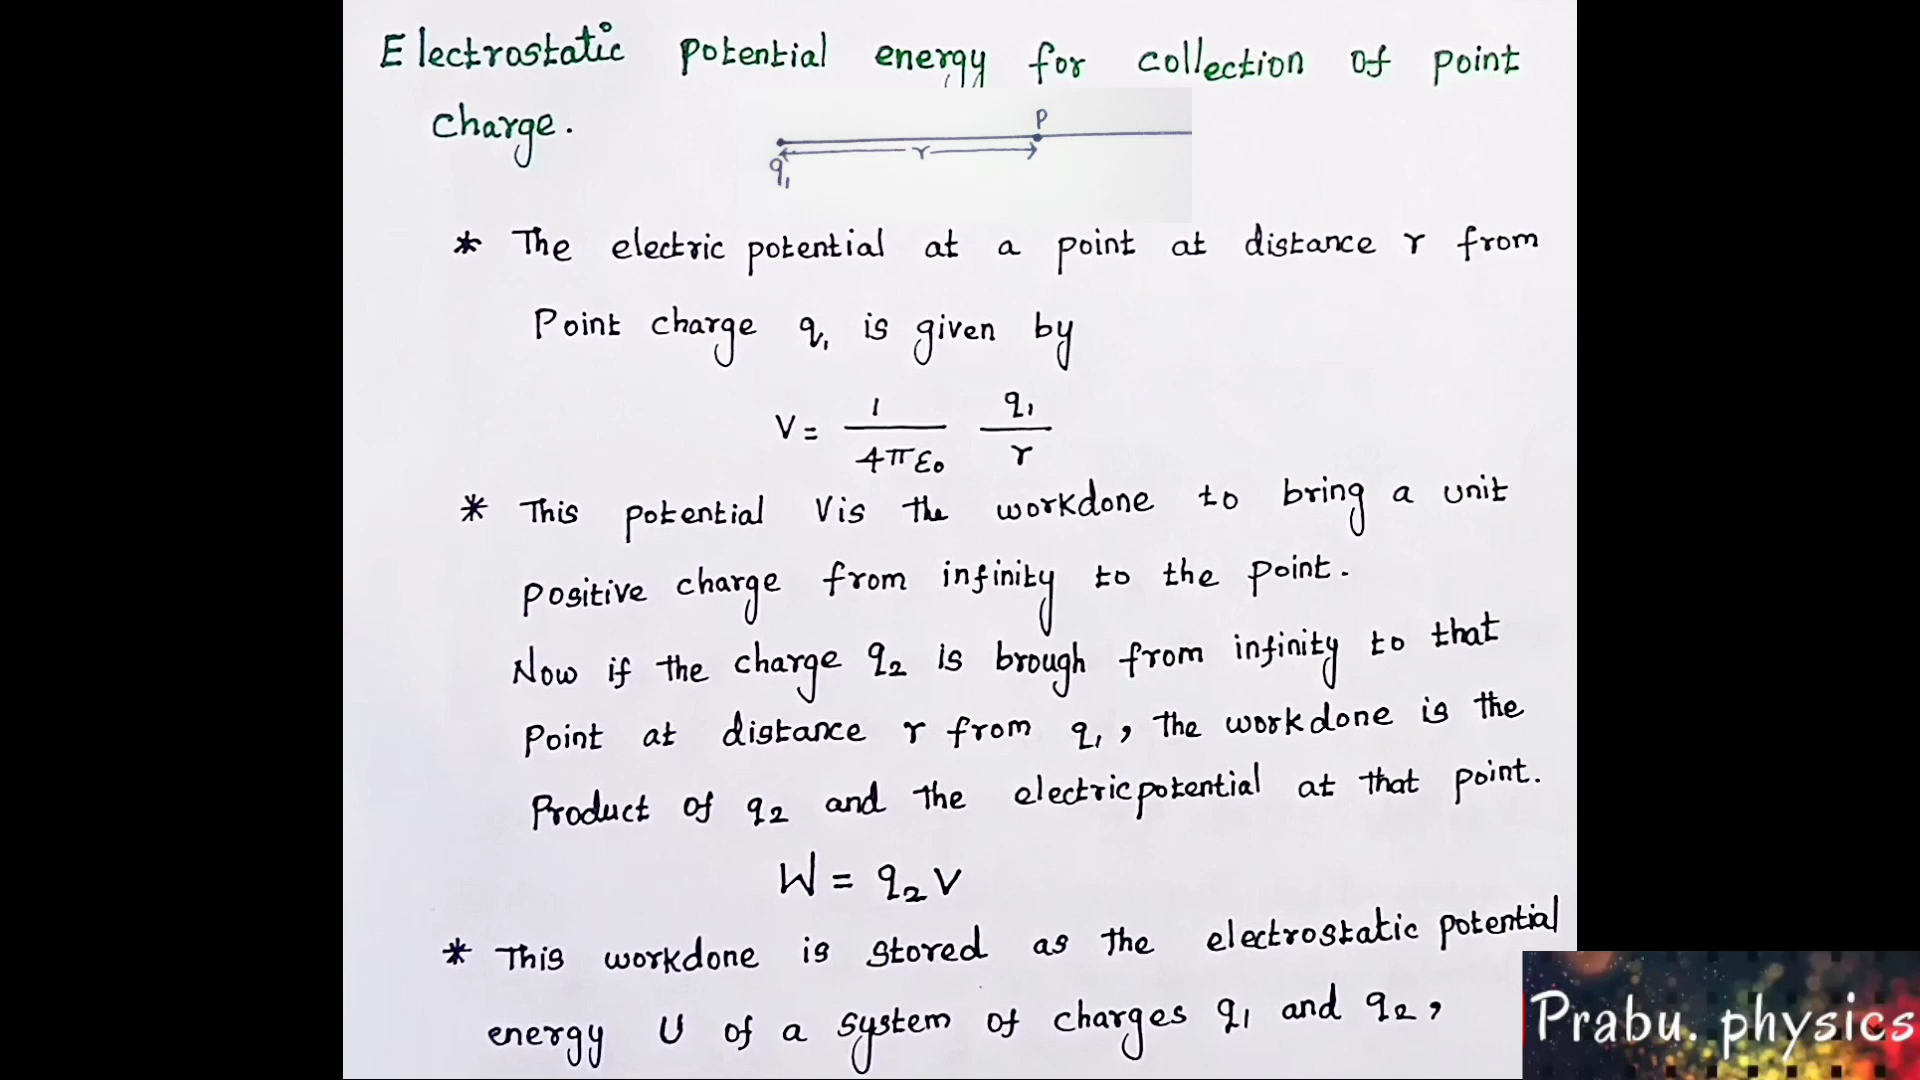 Electrostatic potential energy for collection of point
charge.
P
r
q₁
* The electric potential at a point at distance r from
Point charge q₁ is given by
V = 1/4πε₀ q₁/r
* This potential V is the workdone to bring a unit
positive charge from infinity to the point.
Now if the charge q₂ is brough from infinity to that
Point at distance r from q₁, the workdone is the
Product of q₂ and the electric potential at that point.
W = q₂ V
* This workdone is stored as the electrostatic potential
energy U of a system of charges q₁ and q₂,
Prabu. physics